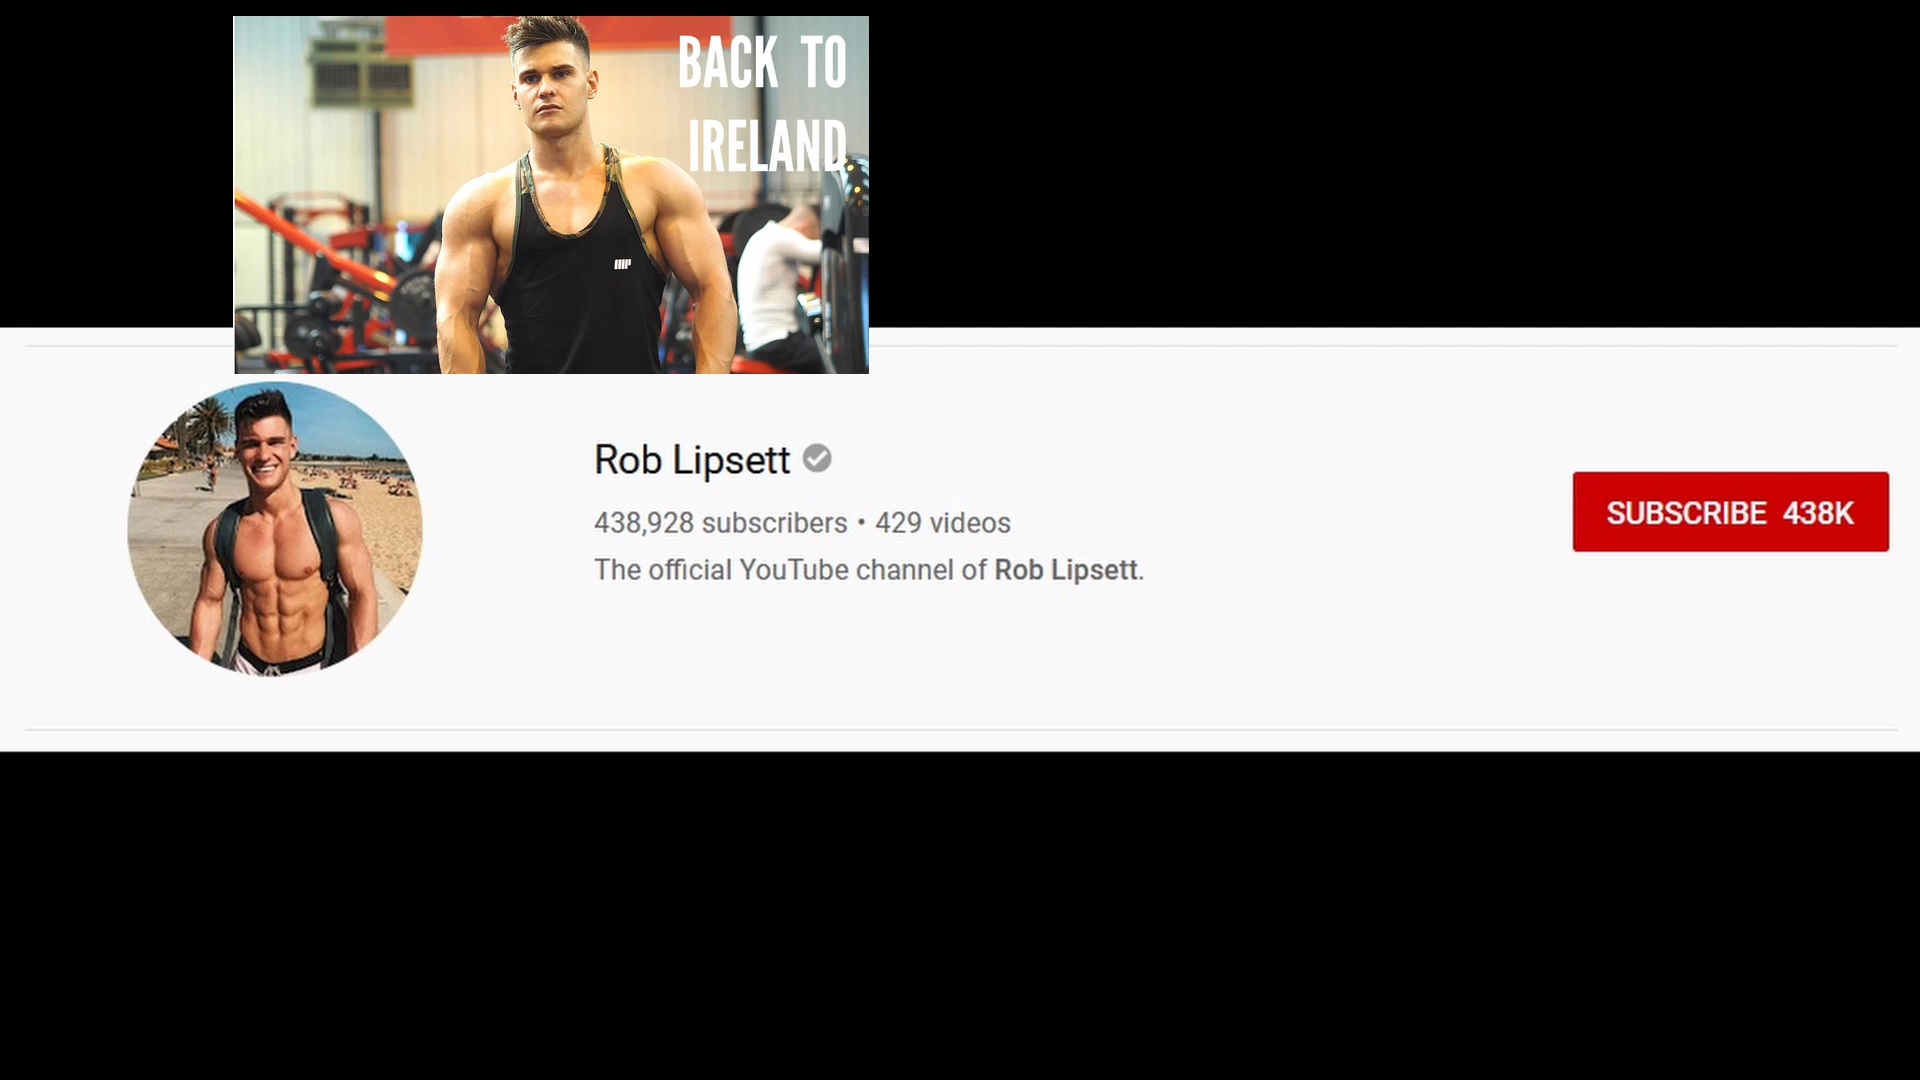 BACK TO
IRELAND
Rob Lipsett
438,928 subscribers • 429 videos
The official YouTube channel of Rob Lipsett.
SUBSCRIBE 438K